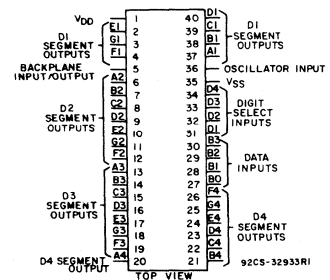 VDD 1 40 D1
E1 2 39 C1
D1 SEGMENT OUTPUTS
G1 3 38 B1
D1 SEGMENT OUTPUTS
F1 4 37 A1
BACKPLANE INPUT/OUTPUT 5 36 OSCILLATOR INPUT
A2 6 35 VSS
B2 7 34 D4
C2 8 33 D3
D2 SEGMENT OUTPUTS
D2 9 32 D2
DIGIT SELECT INPUTS
E2 10 31 D1
G2 11 30 B3
F2 12 29 B2
DATA INPUTS
A3 13 28 B1
B3 14 27 B0
C3 15 26 F4
D3 SEGMENT OUTPUTS
D3 16 25 G4
D4 SEGMENT OUTPUTS
E3 17 24 E4
G3 18 23 D4
F3 19 22 C4
D4 SEGMENT OUTPUT
A4 20 21 B4
92CS-32933R1
TOP VIEW